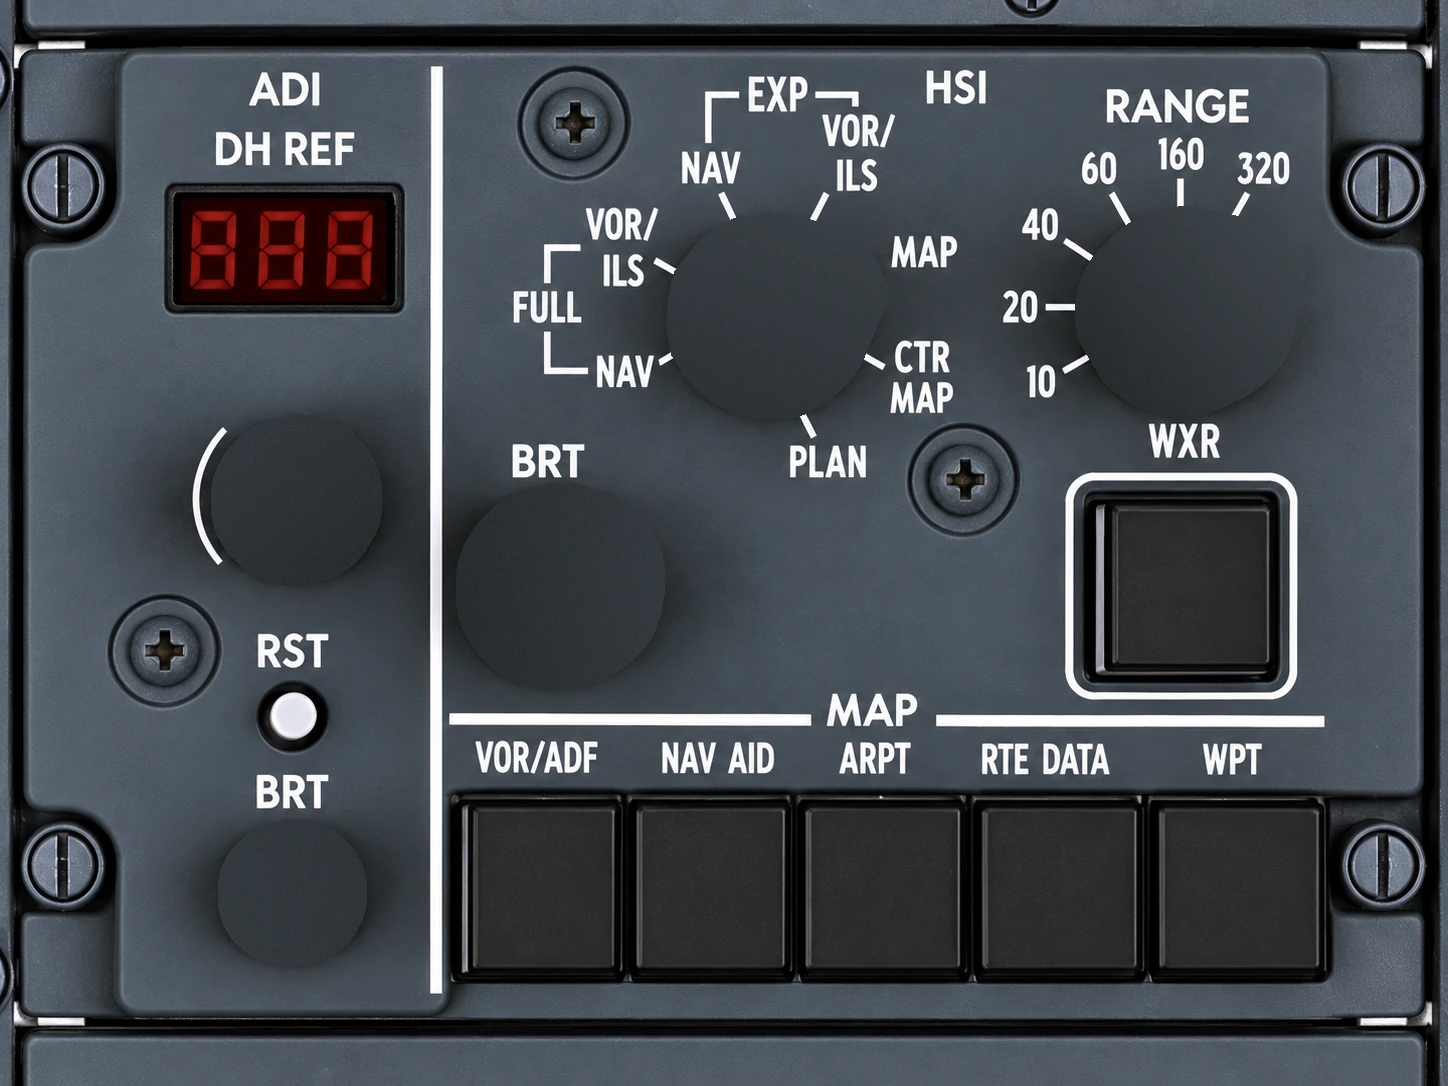 ADI
DH REF
888
RST
BRT
HSI
EXP
NAV
VOR/
ILS
VOR/
ILS
FULL
NAV
MAP
CTR
MAP
PLAN
BRT
RANGE
10
20
40
60
160
320
WXR
MAP
VOR/ADF
NAV AID
ARPT
RTE DATA
WPT